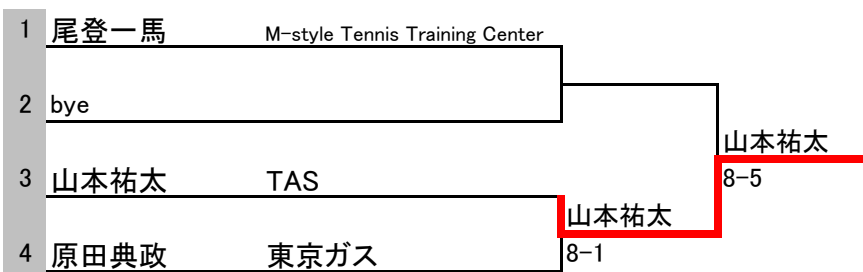 1 尾登一馬 M-style Tennis Training Center
2 bye
山本祐太
3 山本祐太 TAS 8-5
山本祐太
4 原田典政 東京ガス 8-1